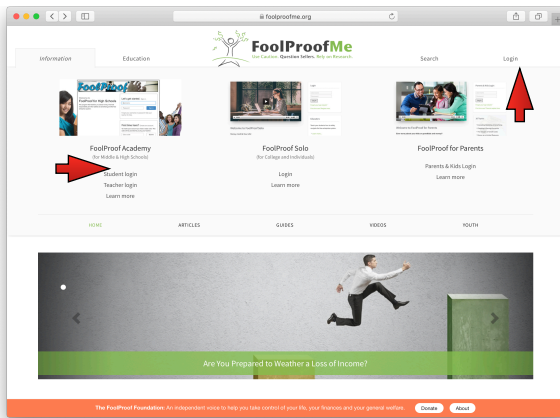 foolproofme.org
FoolProofMe
Use Caution. Question Sellers. Rely on Research.
Information Education Search Login
FoolProof
FoolProof Academy
(for Middle & High Schools)
Student login
Teacher login
Learn more
FoolProof Solo
(for College and Individuals)
Login
Learn more
FoolProof for Parents
Parents & Kids Login
Learn more
HOME ARTICLES GUIDES VIDEOS YOUTH
Are You Prepared to Weather a Loss of Income?
The FoolProof Foundation: An independent voice to help you take control of your life, your finances and your general welfare. Donate About